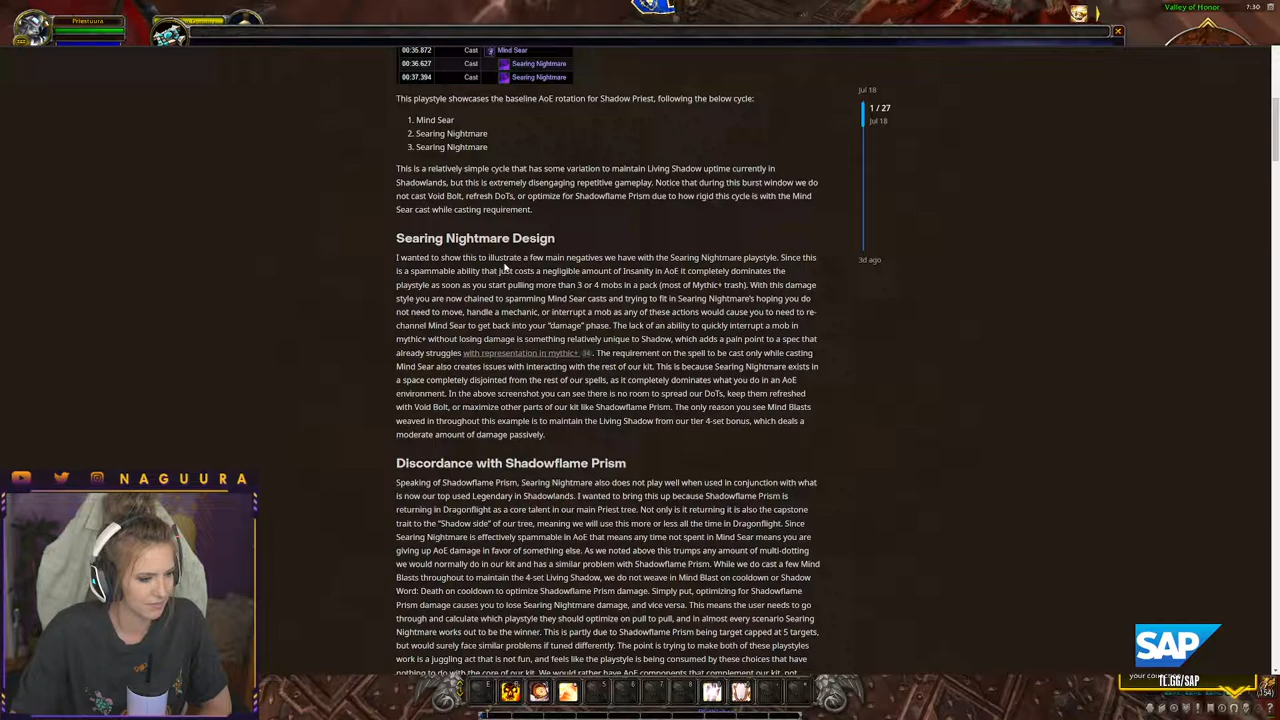 Priestuura
Valley of Honor
7:30
00:35.872 Cast Mind Sear
00:36.627 Cast Searing Nightmare
00:37.394 Cast Searing Nightmare
This playstyle showcases the baseline AoE rotation for Shadow Priest, following the below cycle:
1. Mind Sear
2. Searing Nightmare
3. Searing Nightmare
This is a relatively simple cycle that has some variation to maintain Living Shadow uptime currently in
Shadowlands, but this is extremely disengaging repetitive gameplay. Notice that during this burst window we do
not cast Void Bolt, refresh DoTs, or optimize for Shadowflame Prism due to how rigid this cycle is with the Mind
Sear cast while casting requirement.
Jul 18
1 / 27
Jul 18
3d ago
Searing Nightmare Design
I wanted to show this to illustrate a few main negatives we have with the Searing Nightmare playstyle. Since this
is a spammable ability that just costs a negligible amount of Insanity in AoE it completely dominates the
playstyle as soon as you start pulling more than 3 or 4 mobs in a pack (most of Mythic+ trash). With this damage
style you are now chained to spamming Mind Sear casts and trying to fit in Searing Nightmare's hoping you do
not need to move, handle a mechanic, or interrupt a mob as any of these actions would cause you to need to re-
channel Mind Sear to get back into your "damage" phase. The lack of an ability to quickly interrupt a mob in
mythic+ without losing damage is something relatively unique to Shadow, which adds a pain point to a spec that
already struggles with representation in mythic+ 34 . The requirement on the spell to be cast only while casting
Mind Sear also creates issues with interacting with the rest of our kit. This is because Searing Nightmare exists in
a space completely disjointed from the rest of our spells, as it completely dominates what you do in an AoE
environment. In the above screenshot you can see there is no room to spread our DoTs, keep them refreshed
with Void Bolt, or maximize other parts of our kit like Shadowflame Prism. The only reason you see Mind Blasts
weaved in throughout this example is to maintain the Living Shadow from our tier 4-set bonus, which deals a
moderate amount of damage passively.
Discordance with Shadowflame Prism
Speaking of Shadowflame Prism, Searing Nightmare also does not play well when used in conjunction with what
is now our top used Legendary in Shadowlands. I wanted to bring this up because Shadowflame Prism is
returning in Dragonflight as a core talent in our main Priest tree. Not only is it returning it is also the capstone
trait to the "Shadow side" of our tree, meaning we will use this more or less all the time in Dragonflight. Since
Searing Nightmare is effectively spammable in AoE that means any time not spent in Mind Sear means you are
giving up AoE damage in favor of something else. As we noted above this trumps any amount of multi-dotting
we would normally do in our kit and has a similar problem with Shadowflame Prism. While we do cast a few Mind
Blasts throughout to maintain the 4-set Living Shadow, we do not weave in Mind Blast on cooldown or Shadow
Word: Death on cooldown to optimize Shadowflame Prism damage. Simply put, optimizing for Shadowflame
Prism damage causes you to lose Searing Nightmare damage, and vice versa. This means the user needs to go
through and calculate which playstyle they should optimize on pull to pull, and in almost every scenario Searing
Nightmare works out to be the winner. This is partly due to Shadowflame Prism being target capped at 5 targets,
but would surely face similar problems if tuned differently. The point is trying to make both of these playstyles
work is a juggling act that is not fun, and feels like the playstyle is being consumed by these choices that have
nothing to do with the core of our kit. We would rather have AoE components that complement our kit, not
NAGUURA
SAP
TL.GG/SAP
(154)